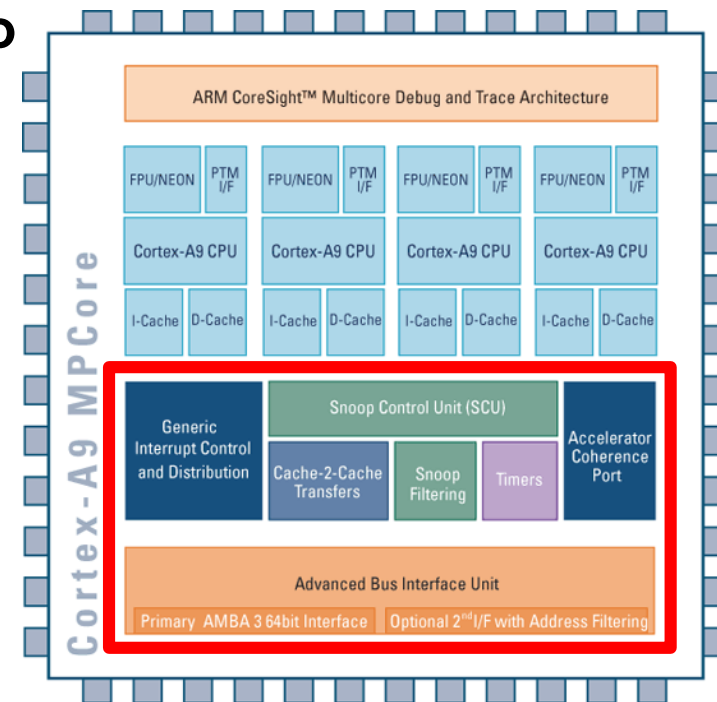 ARM CoreSight™ Multicore Debug and Trace Architecture
FPU/NEON
PTM
I/F
FPU/NEON
PTM
I/F
FPU/NEON
PTM
I/F
FPU/NEON
PTM
I/F
Cortex-A9 CPU
Cortex-A9 CPU
Cortex-A9 CPU
Cortex-A9 CPU
I-Cache
D-Cache
I-Cache
D-Cache
I-Cache
D-Cache
I-Cache
D-Cache
Cortex-A9 MPCore
Generic
Interrupt Control
and Distribution
Snoop Control Unit (SCU)
Cache-2-Cache
Transfers
Snoop
Filtering
Timers
Accelerator
Coherence
Port
Advanced Bus Interface Unit
Primary AMBA 3 64bit Interface
Optional 2ndI/F with Address Filtering